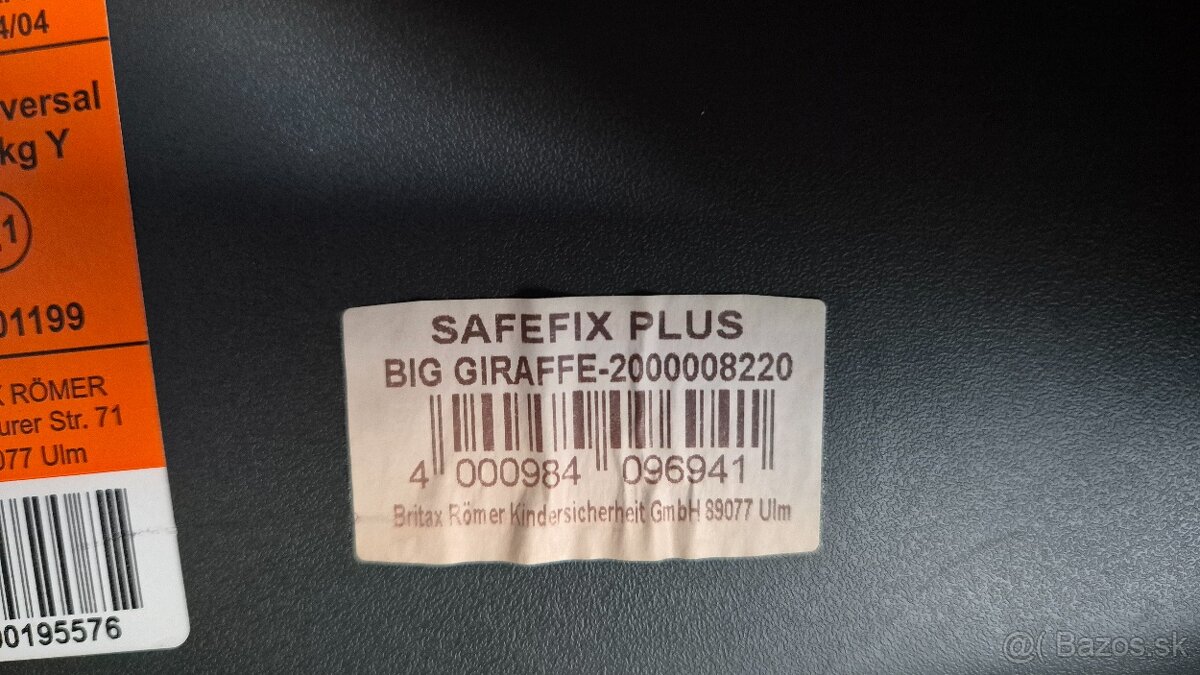 4/04
versal
kg Y
1
01199
X RÖMER
urer Str. 71
077 Ulm
00195576
SAFEFIX PLUS
BIG GIRAFFE-2000008220
4 000984 096941
Britax Römer Kindersicherheit GmbH 89077 Ulm
@( Bazos.sk